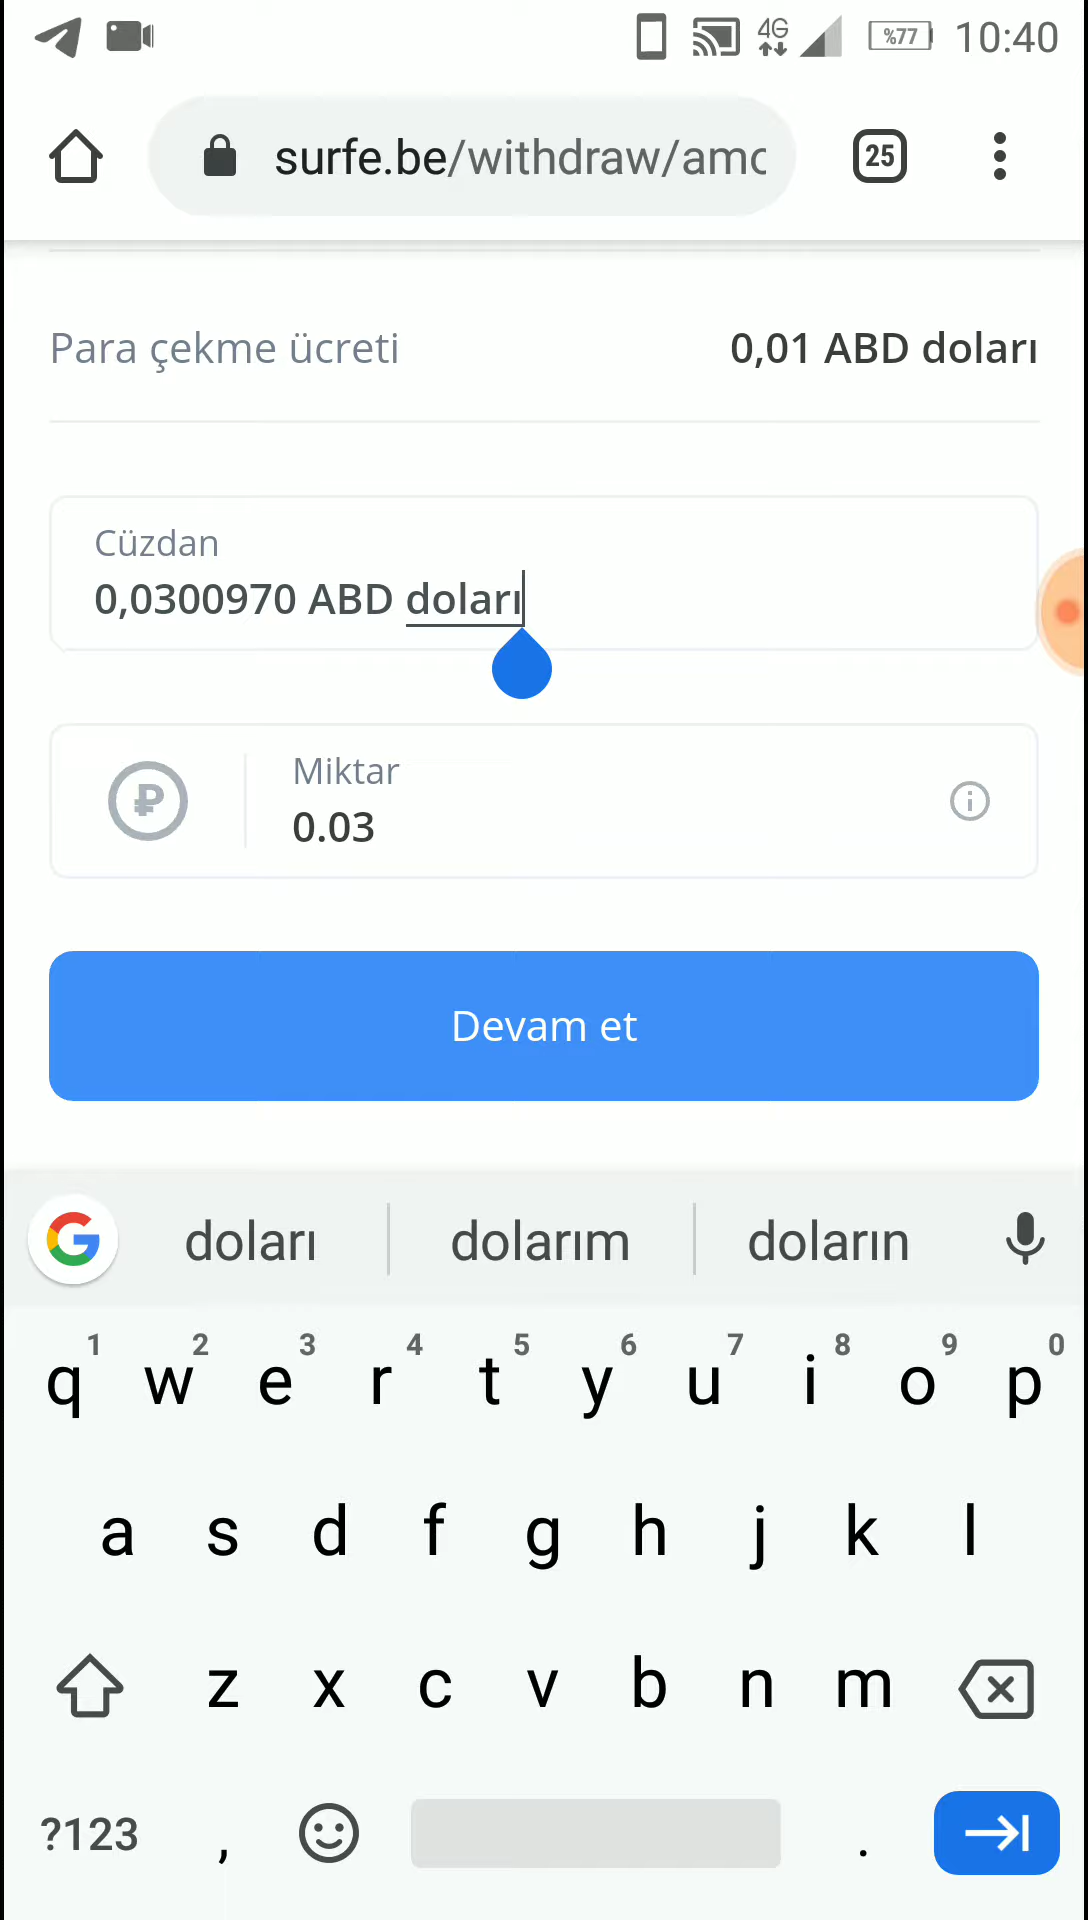 4G %77 10:40
surfe.be/withdraw/amo 25
Para çekme ücreti 0,01 ABD doları
Cüzdan
0,0300970 ABD doları
₽ Miktar
0.03
Devam et
G doları dolarım doların
1 2 3 4 5 6 7 8 9 0
q w e r t y u i o p
a s d f g h j k l
z x c v b n m
?123 , .